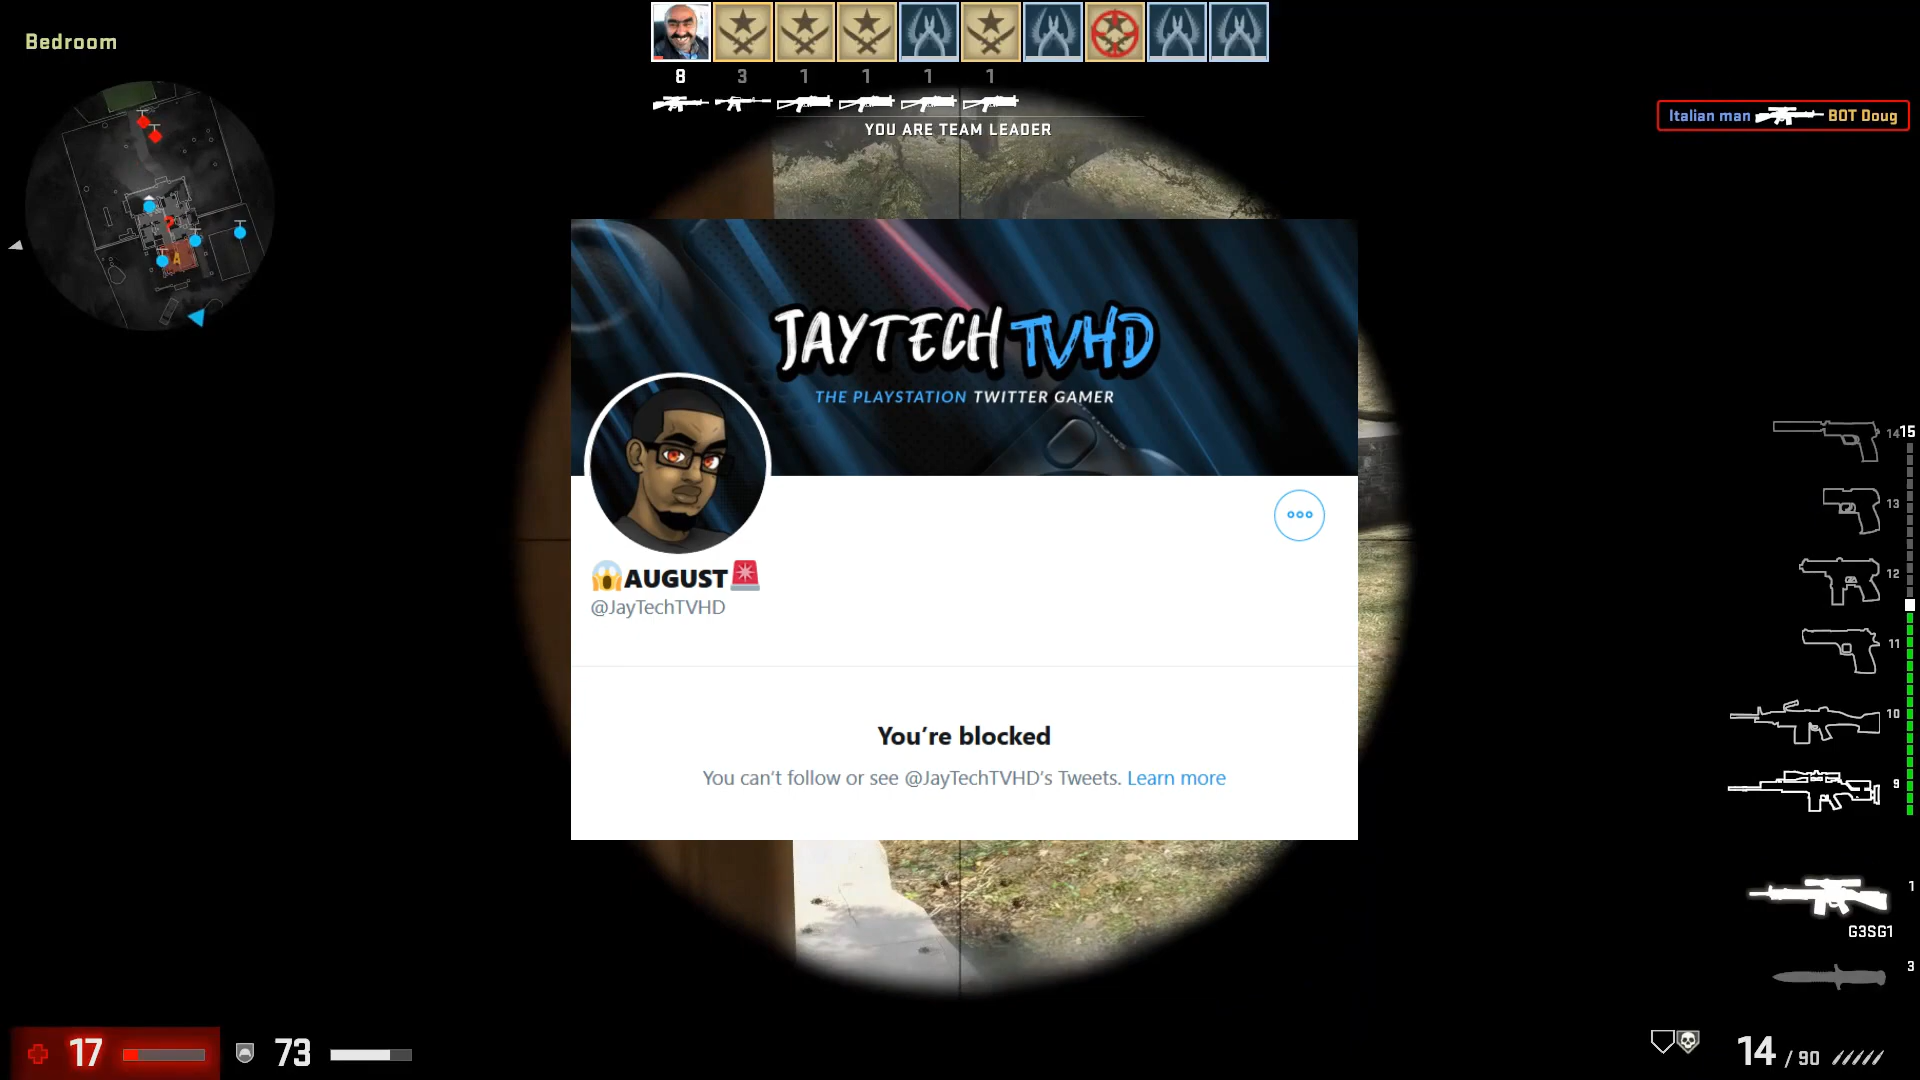 Bedroom
8 3 1 1 1 1
YOU ARE TEAM LEADER
Italian man BOT Doug
A
JAYTECH TVHD
THE PLAYSTATION TWITTER GAMER
😱AUGUST🚨
@JayTechTVHD
You're blocked
You can't follow or see @JayTechTVHD's Tweets. Learn more
14 15
13
12
11
10
9
1
G3SG1
3
17 73
14 / 90